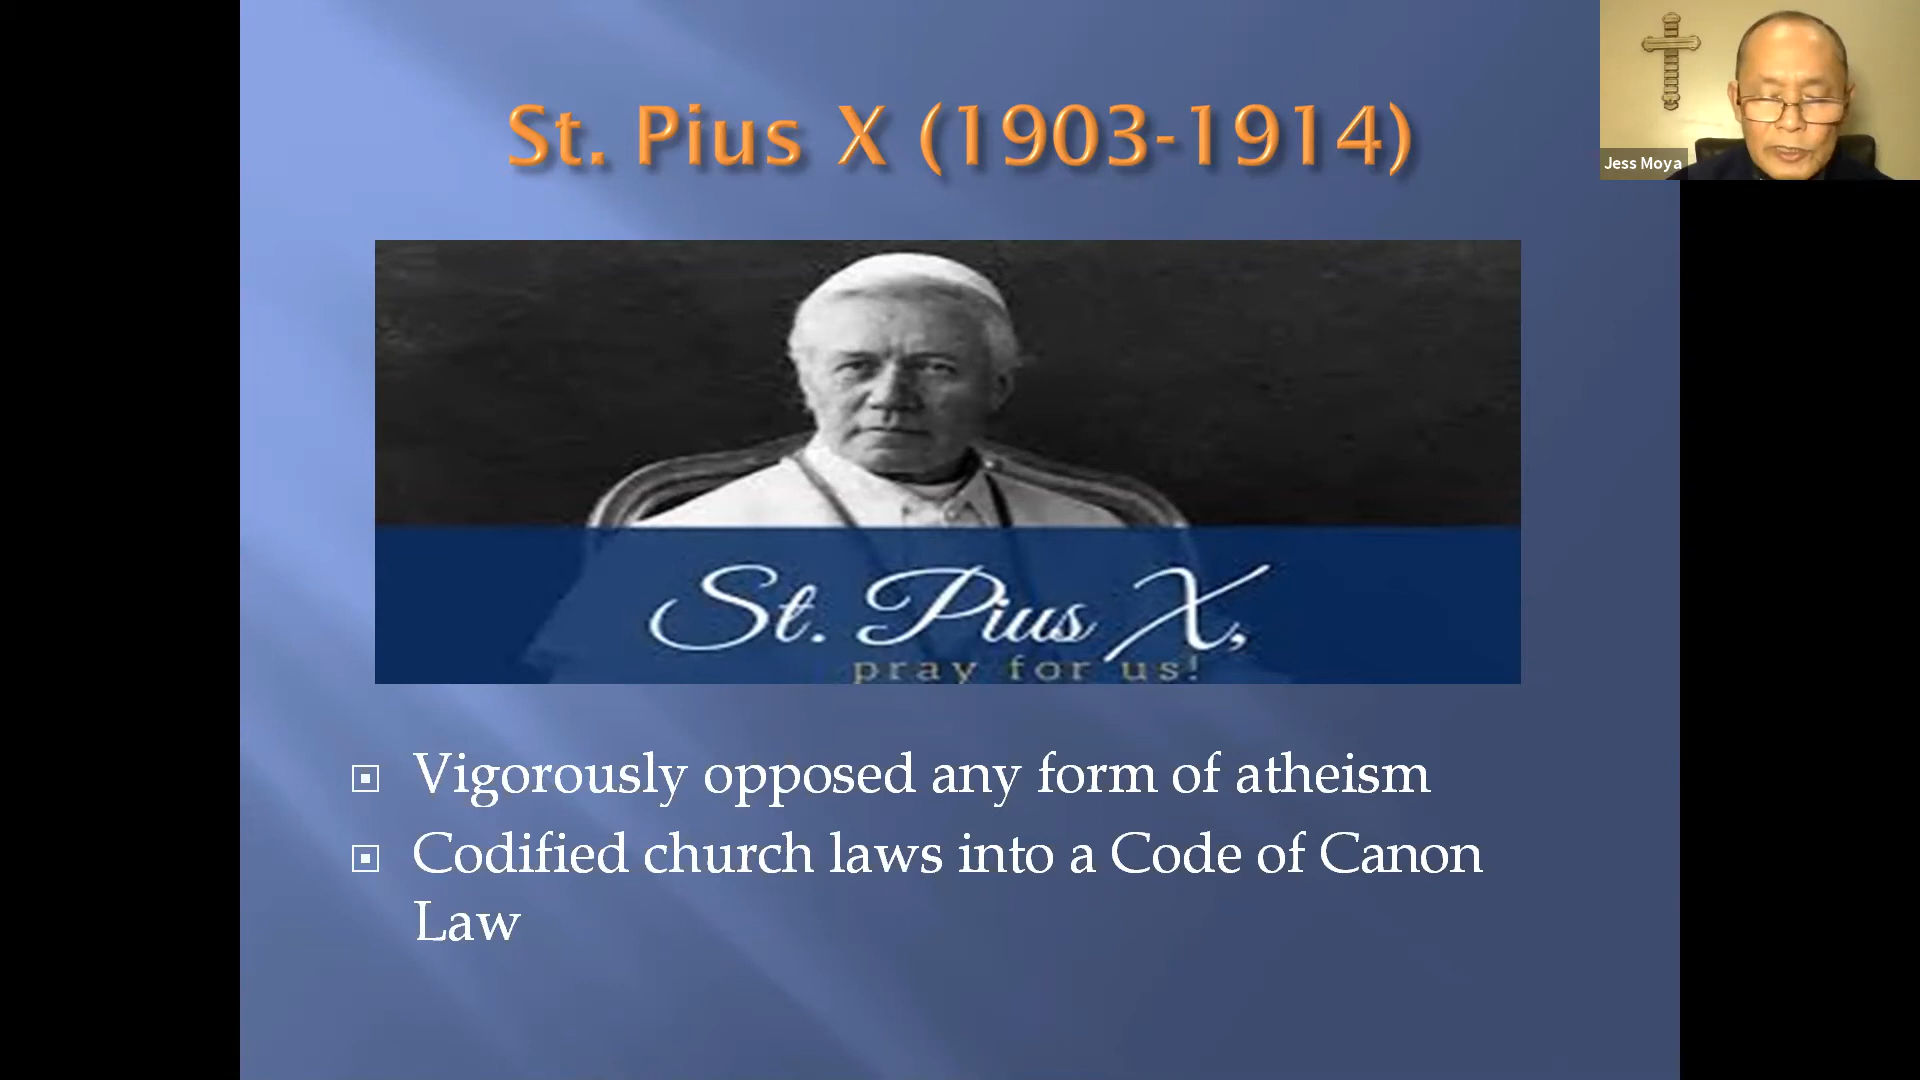 St. Pius X (1903-1914)
Jess Moya
St. Pius X,
pray for us!
Vigorously opposed any form of atheism
Codified church laws into a Code of Canon
Law